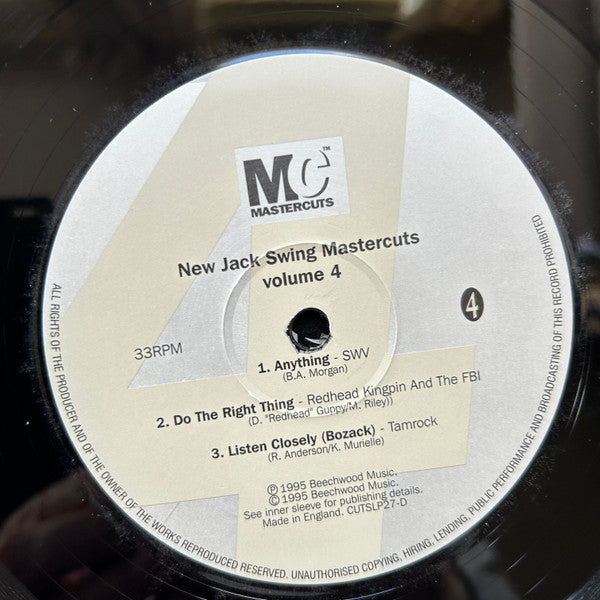 Mc™
MASTERCUTS
New Jack Swing Mastercuts
volume 4
4
33RPM
1. Anything - SWV
(B.A. Morgan)
2. Do The Right Thing - Redhead Kingpin And The FBI
(D. "Redhead" Guppy/M. Riley))
3. Listen Closely (Bozack) - Tamrock
(R. Anderson/K. Murielle)
℗ 1995 Beechwood Music.
© 1995 Beechwood Music.
See inner sleeve for publishing details.
Made in England. CUTSLP27-D
ALL RIGHTS OF THE PRODUCER AND OF THE OWNER OF THE WORKS REPRODUCED RESERVED. UNAUTHORISED COPYING, HIRING, LENDING, PUBLIC PERFORMANCE AND BROADCASTING OF THIS RECORD PROHIBITED